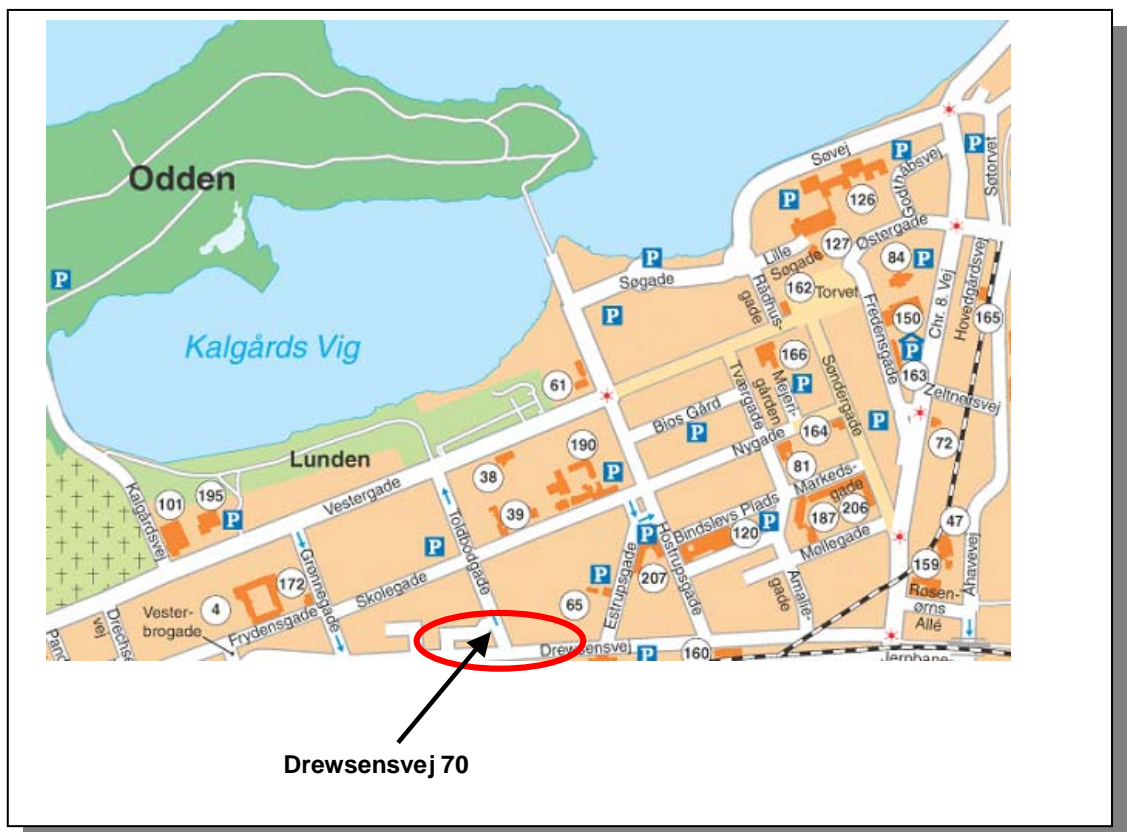 Odden
P
Kalgårds Vig
Lunden
Søvej
P
P
P
Søtorvet
126
Grolthåbsvej
P
Lille
Søgade
127
Østergade
84
P
Søgade
P
P
Rådhus-
gade
162
Torvet
Fredensgade
150
P
163
Chr. 8. Vej
Hovedgårdsvej
165
Zeltnersvej
61
Tværgade
166
Mejeri-
gården
P
Søndergade
P
Bios Gård
P
Nygade
164
81
72
190
P
38
39
Markeds-
gade
206
187
47
Kalgårdsvej
101
195
P
Vestergade
Toldbodgade
P
Bindslevs Plads
P
120
Møllegade
P
Hostrupsgade
207
Estrupsgade
P
65
Amalie-
gade
159
Rosen-
ørns
Allé
Åhavevej
Grønnegade
172
4
Skolegade
Frydensgade
Vester-
brogade
Drewsensvej
P
160
Drewsensvej 70